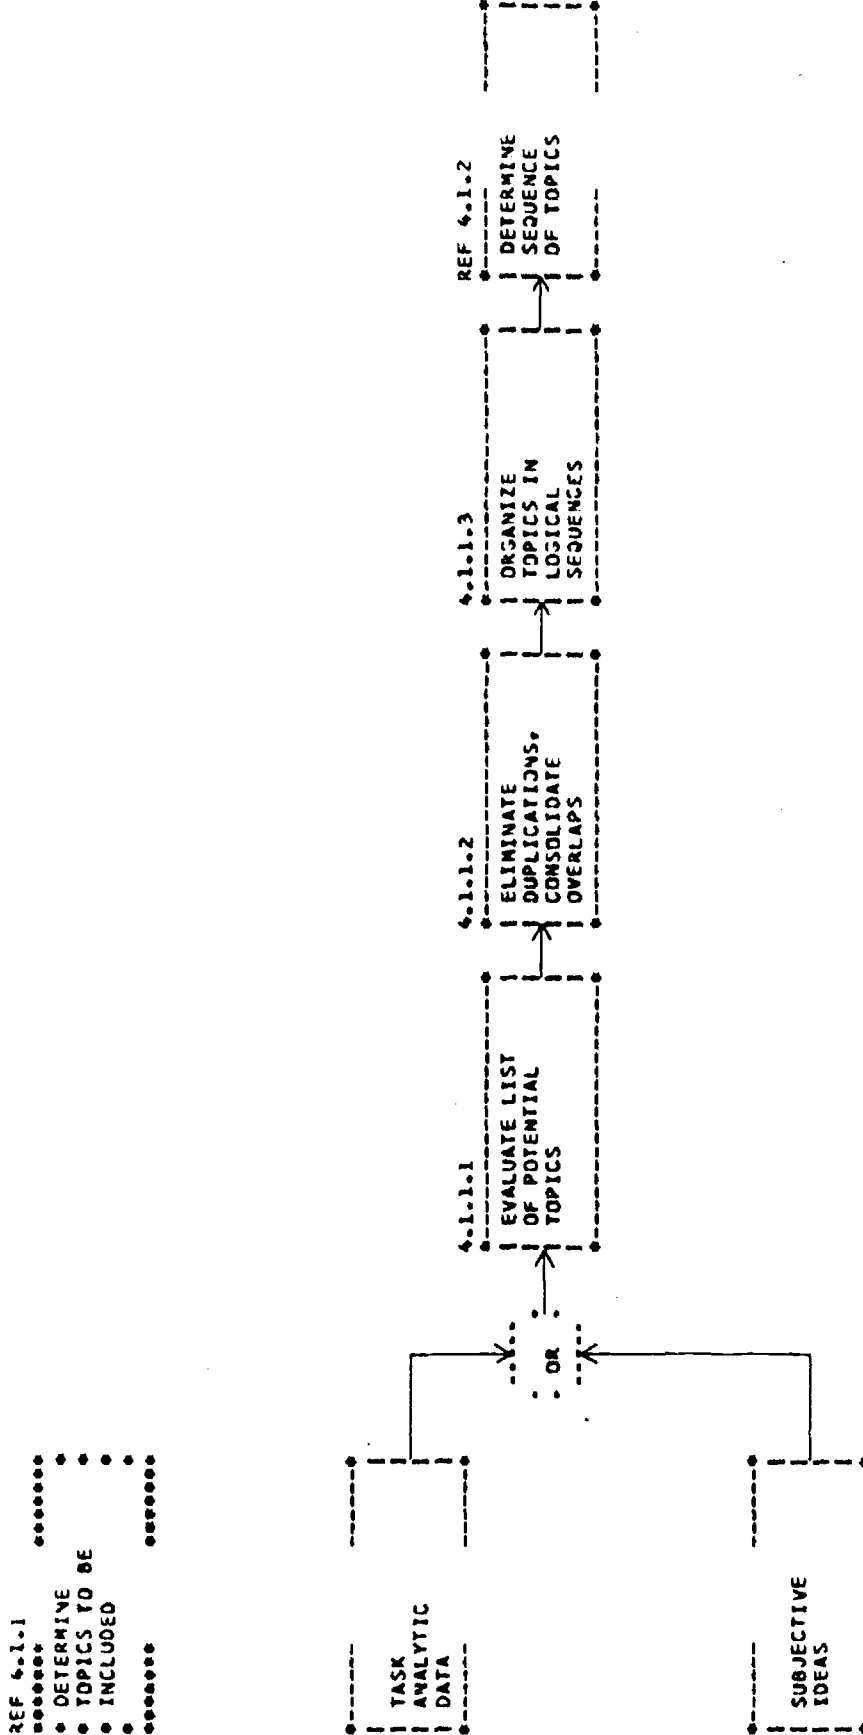 REF 4.1.1
DETERMINE
TOPICS TO BE
INCLUDED
TASK
ANALYTIC
DATA
SUBJECTIVE
IDEAS
OR
4.1.1.1
EVALUATE LIST
OF POTENTIAL
TOPICS
4.1.1.2
ELIMINATE
DUPLICATIONS,
CONSOLIDATE
OVERLAPS
4.1.1.3
ORGANIZE
TOPICS IN
LOGICAL
SEQUENCES
REF 4.1.2
DETERMINE
SEQUENCE
OF TOPICS